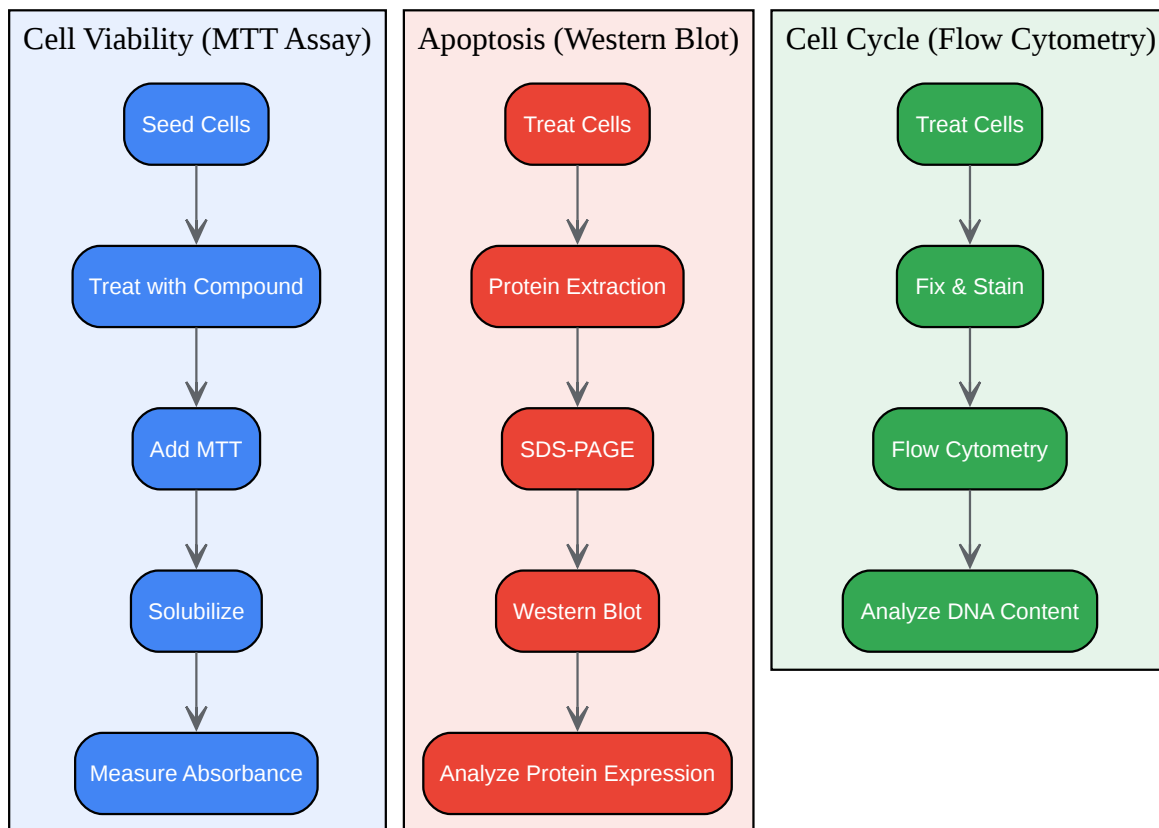 Cell Viability (MTT Assay)
Seed Cells
Treat with Compound
Add MTT
Solubilize
Measure Absorbance
Apoptosis (Western Blot)
Treat Cells
Protein Extraction
SDS-PAGE
Western Blot
Analyze Protein Expression
Cell Cycle (Flow Cytometry)
Treat Cells
Fix & Stain
Flow Cytometry
Analyze DNA Content